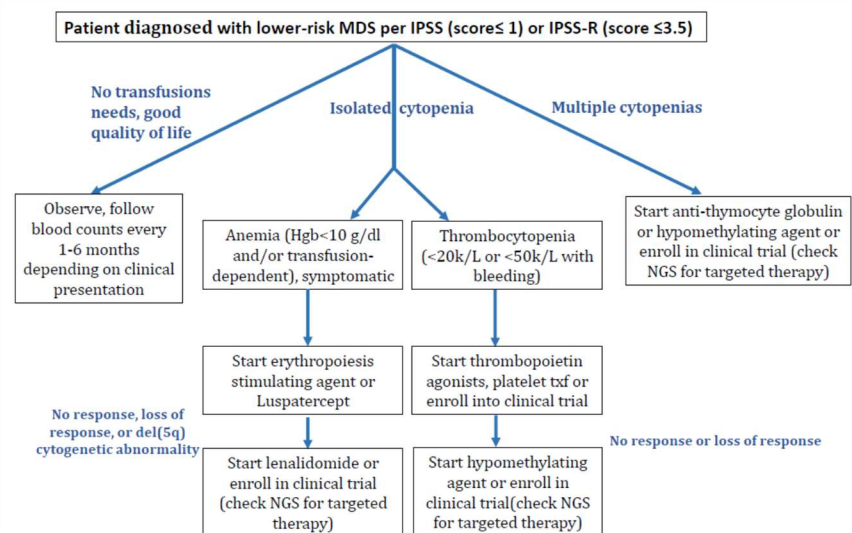 Patient diagnosed with lower-risk MDS per IPSS (score≤ 1) or IPSS-R (score ≤3.5)
No transfusions
needs, good
quality of life
Isolated cytopenia
Multiple cytopenias
Observe, follow
blood counts every
1-6 months
depending on clinical
presentation
Anemia (Hgb<10 g/dl
and/or transfusion-
dependent), symptomatic
Thrombocytopenia
(<20k/L or <50k/L with
bleeding)
Start anti-thymocyte globulin
or hypomethylating agent or
enroll in clinical trial (check
NGS for targeted therapy)
Start erythropoiesis
stimulating agent or
Luspatercept
Start thrombopoietin
agonists, platelet txf or
enroll into clinical trial
No response, loss of
response, or del(5q)
cytogenetic abnormality
No response or loss of response
Start lenalidomide or
enroll in clinical trial
(check NGS for targeted
therapy)
Start hypomethylating
agent or enroll in
clinical trial(check NGS
for targeted therapy)